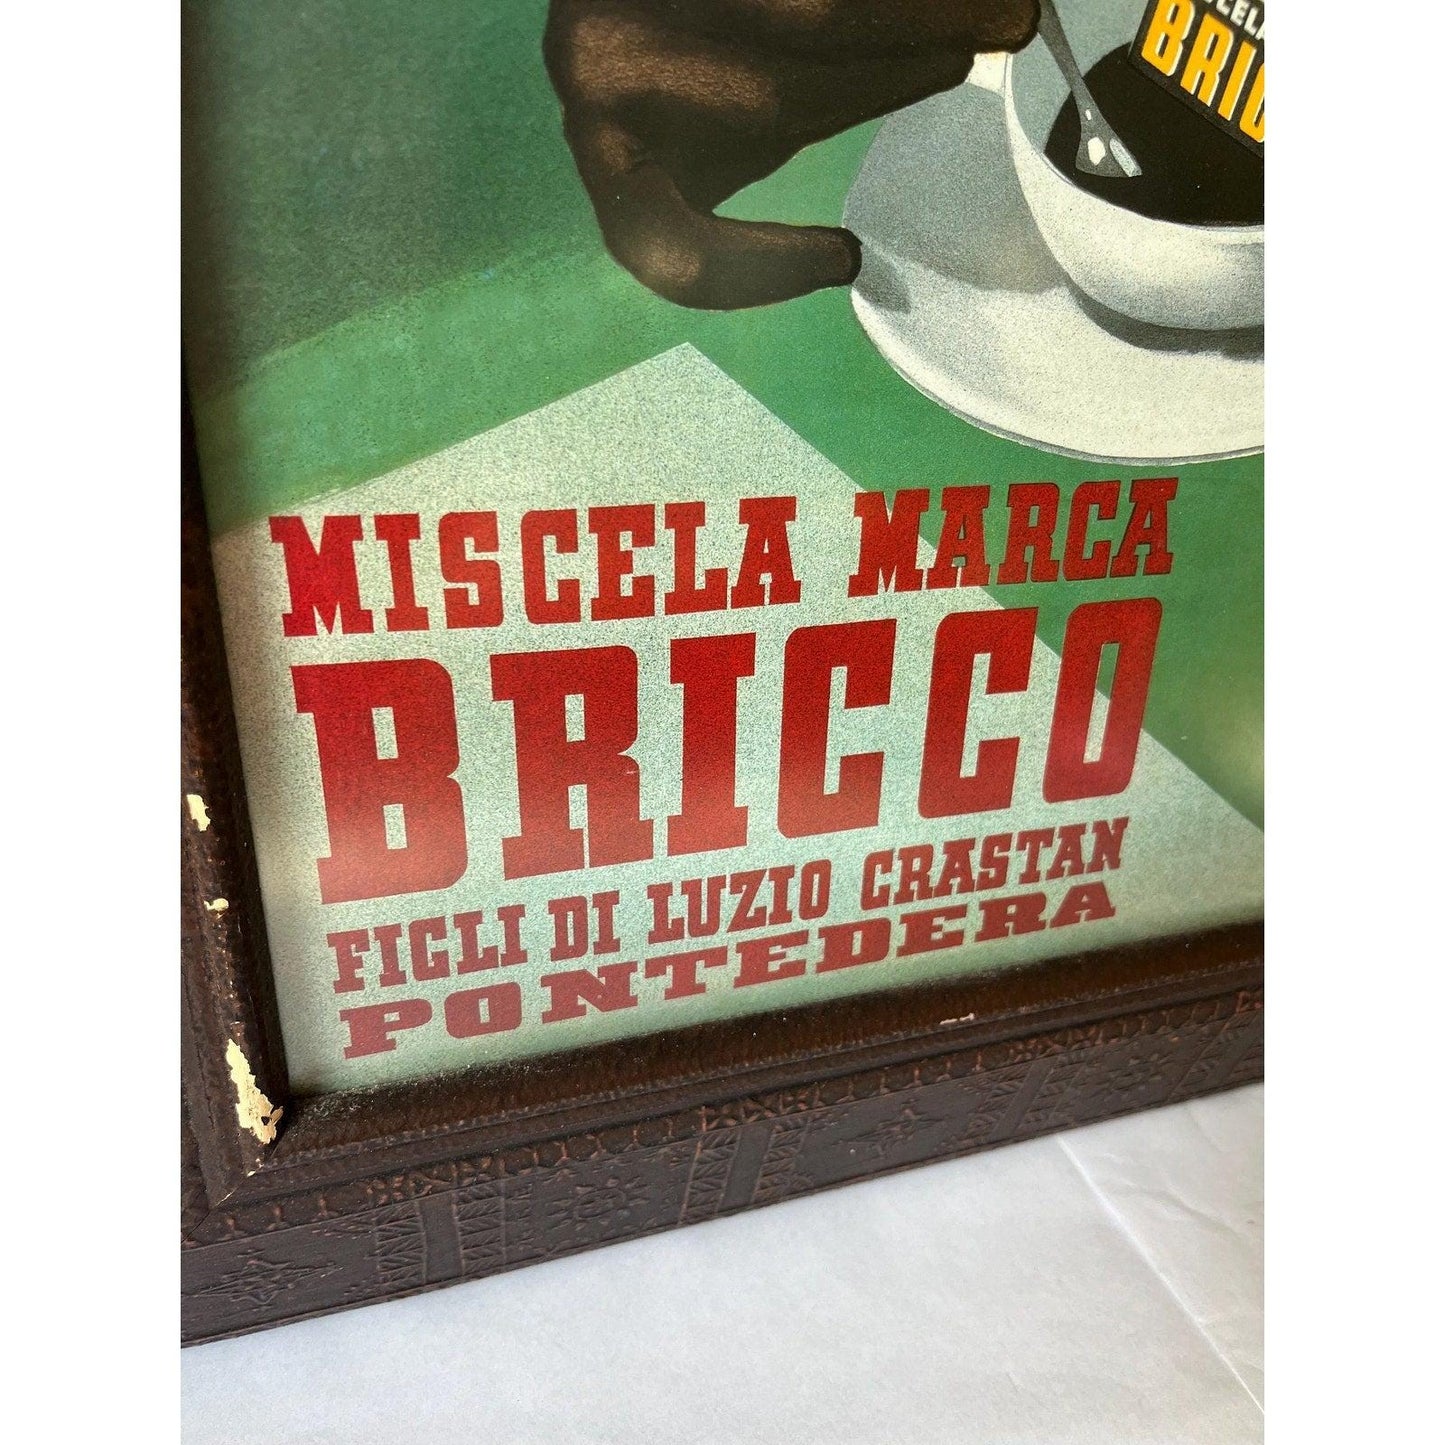 MISCELA MARCA
BRICCO
FIGLI DI LUZIO CRASTAN
PONTEDERA